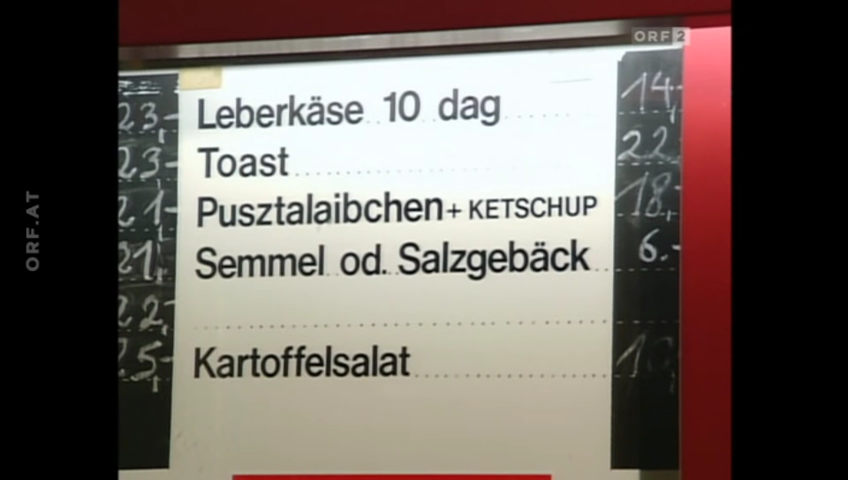 ORF 2
ORF.AT
23,-
23,-
21,-
21,
22,-
25,-
Leberkäse 10 dag 14,-
Toast 22
Pusztalaibchen + KETSCHUP 18,-
Semmel od. Salzgebäck 6.-
Kartoffelsalat